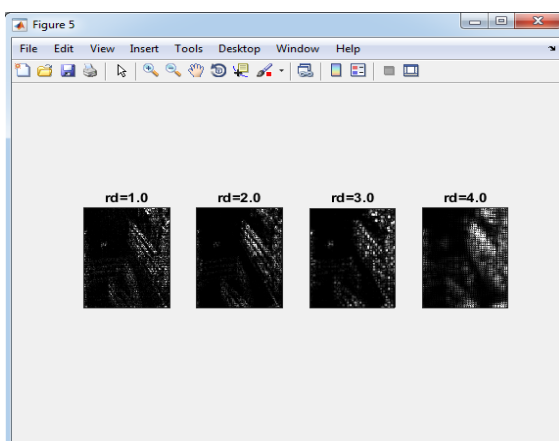 Figure 5
File Edit View Insert Tools Desktop Window Help
rd=1.0 rd=2.0 rd=3.0 rd=4.0